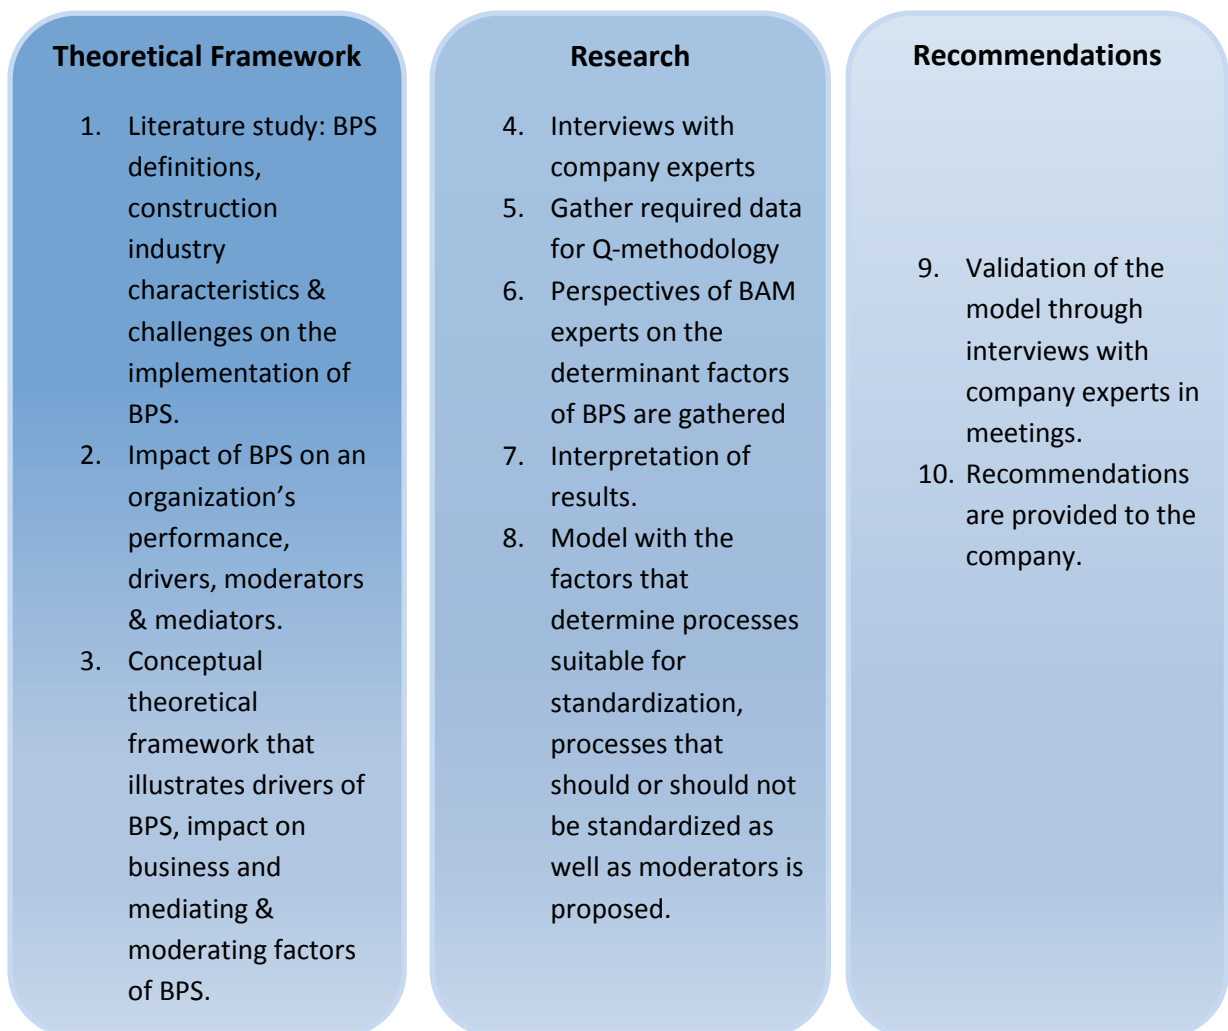 Theoretical Framework
1. Literature study: BPS
definitions,
construction
industry
characteristics &
challenges on the
implementation of
BPS.
2. Impact of BPS on an
organization’s
performance,
drivers, moderators
& mediators.
3. Conceptual
theoretical
framework that
illustrates drivers of
BPS, impact on
business and
mediating &
moderating factors
of BPS.
Research
4. Interviews with
company experts
5. Gather required data
for Q-methodology
6. Perspectives of BAM
experts on the
determinant factors
of BPS are gathered
7. Interpretation of
results.
8. Model with the
factors that
determine processes
suitable for
standardization,
processes that
should or should not
be standardized as
well as moderators is
proposed.
Recommendations
9. Validation of the
model through
interviews with
company experts in
meetings.
10. Recommendations
are provided to the
company.